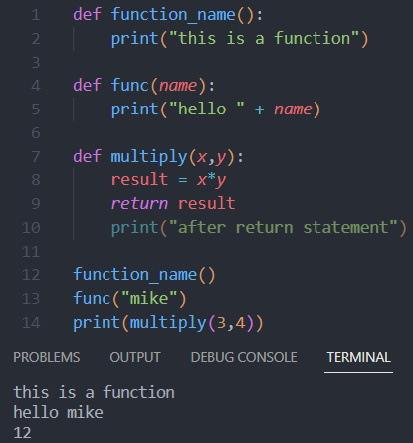 1 def function_name():
2     print("this is a function")
3
4 def func(name):
5     print("hello " + name)
6
7 def multiply(x,y):
8     result = x*y
9     return result
10     print("after return statement")
11
12 function_name()
13 func("mike")
14 print(multiply(3,4))
PROBLEMS OUTPUT DEBUG CONSOLE TERMINAL
this is a function
hello mike
12